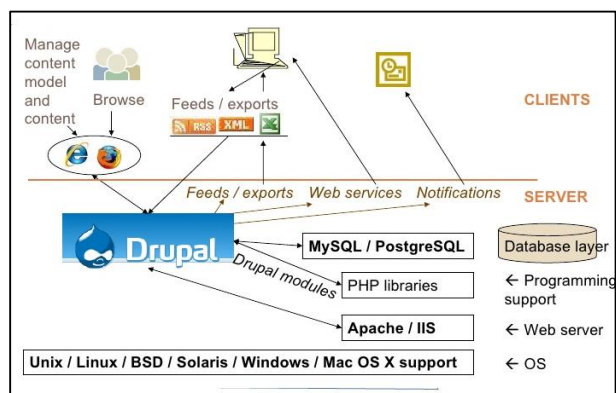 Manage
content
model
and
content
Browse
Feeds / exports
RSS
XML
CLIENTS
Feeds / exports
Web services
Notifications
SERVER
Drupal
MySQL / PostgreSQL
Database layer
Drupal modules
PHP libraries
← Programming
support
Apache / IIS
← Web server
Unix / Linux / BSD / Solaris / Windows / Mac OS X support
← OS